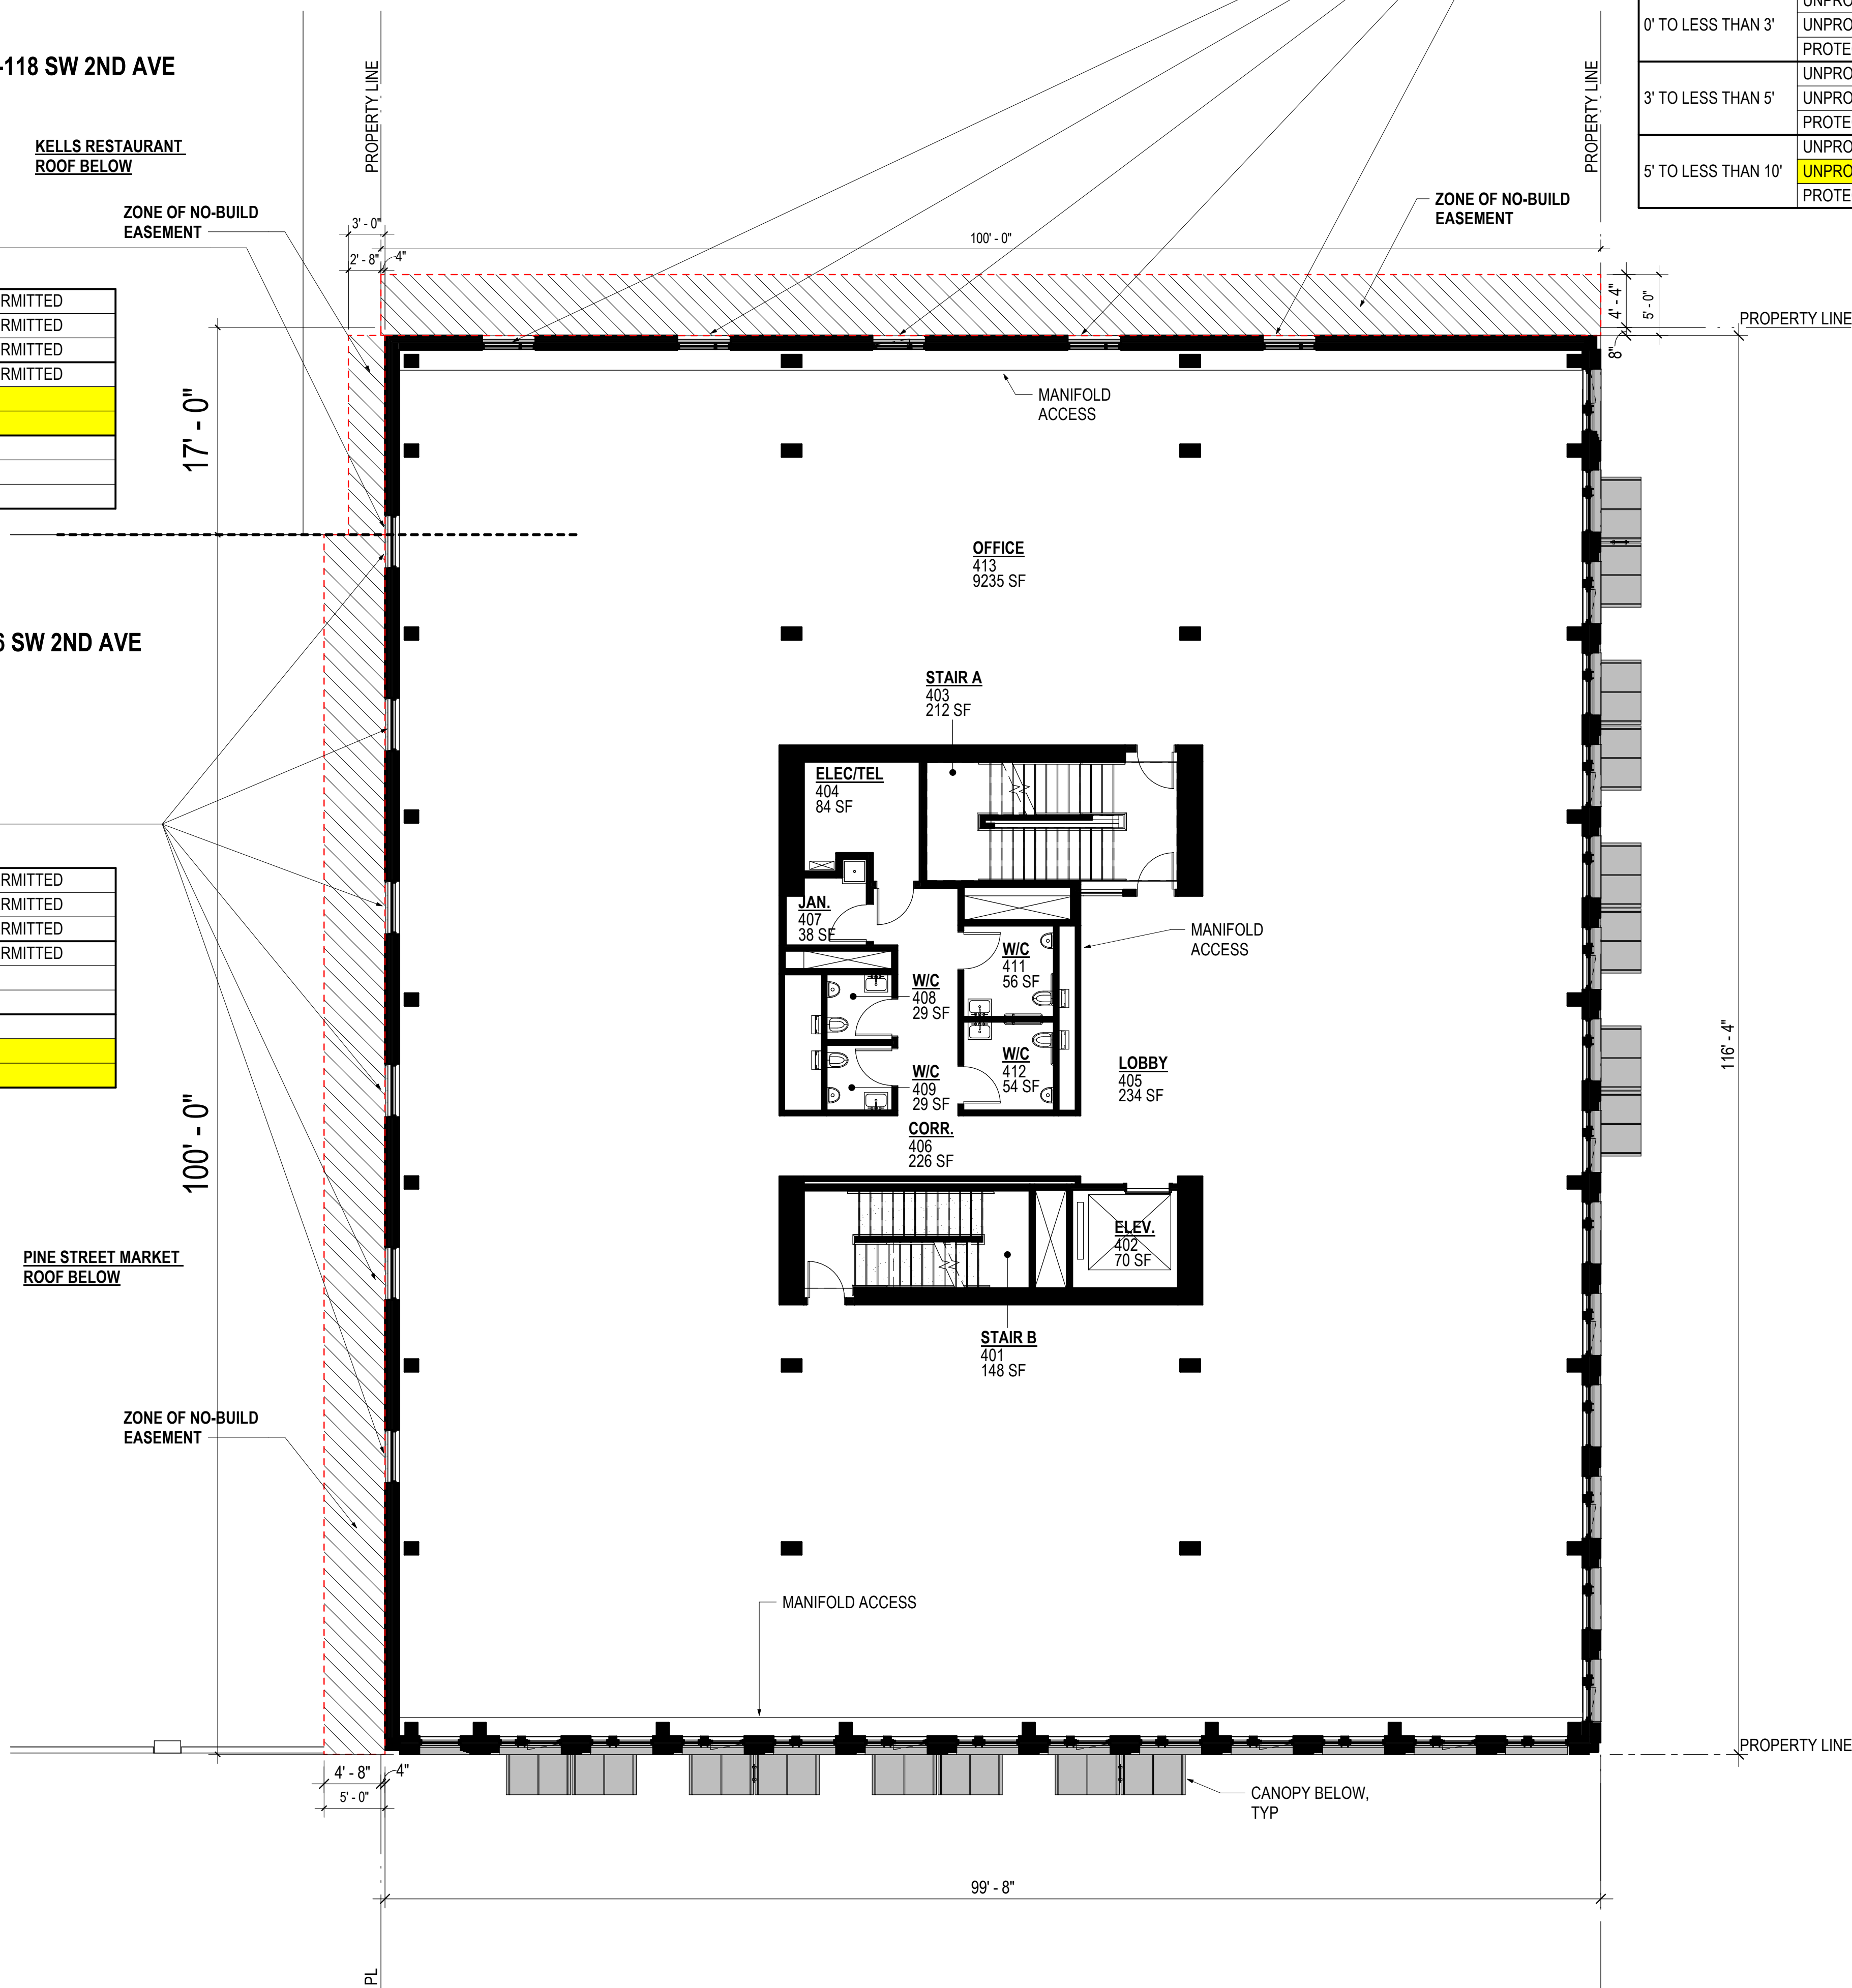 UNPRO
0' TO LESS THAN 3'
UNPRO
PROTE
UNPRO
3' TO LESS THAN 5'
UNPRO
PROTE
UNPRO
5' TO LESS THAN 10'
UNPRO
PROTE
-118 SW 2ND AVE
PROPERTY LINE
PROPERTY LINE
KELLS RESTAURANT
ROOF BELOW
ZONE OF NO-BUILD
EASEMENT
ZONE OF NO-BUILD
EASEMENT
3' - 0"
2' - 8"
4"
100' - 0"
4' - 4"
5' - 0"
8"
PROPERTY LINE
RMITTED
RMITTED
RMITTED
RMITTED
17' - 0"
MANIFOLD
ACCESS
OFFICE
413
9235 SF
6 SW 2ND AVE
STAIR A
403
212 SF
ELEC/TEL
404
84 SF
RMITTED
RMITTED
RMITTED
RMITTED
JAN.
407
38 SF
MANIFOLD
ACCESS
W/C
411
56 SF
W/C
408
29 SF
W/C
412
54 SF
W/C
409
29 SF
LOBBY
405
234 SF
116' - 4"
100' - 0"
CORR.
406
226 SF
PINE STREET MARKET
ROOF BELOW
ELEV.
402
70 SF
STAIR B
401
148 SF
ZONE OF NO-BUILD
EASEMENT
MANIFOLD ACCESS
PROPERTY LINE
4' - 8"
4"
5' - 0"
CANOPY BELOW,
TYP
99' - 8"
PL